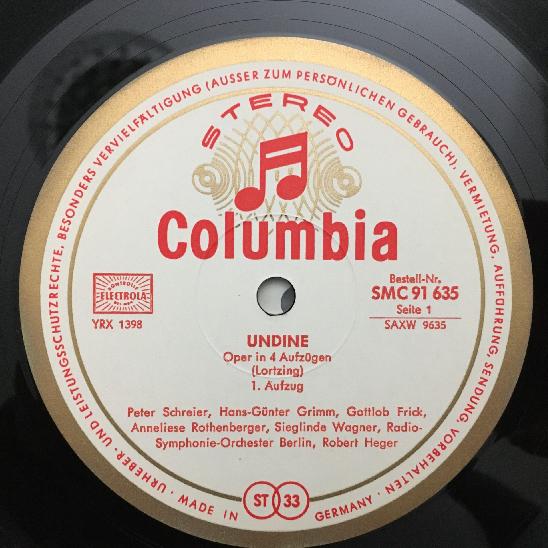 URHEBER- UND LEISTUNGSSCHUTZRECHTE, BESONDERS VERVIELFÄLTIGUNG (AUSSER ZUM PERSÖNLICHEN GEBRAUCH), VERMIETUNG, AUFFÜHRUNG, SENDUNG, VORBEHALTEN ·
STEREO
Columbia
ELECTROLA
YRX 1398
Bestell-Nr.
SMC 91 635
Seite 1
SAXW 9635
UNDINE
Oper in 4 Aufzügen
(Lortzing)
1. Aufzug
Peter Schreier, Hans-Günter Grimm, Gottlob Frick,
Anneliese Rothenberger, Sieglinde Wagner, Radio-
Symphonie-Orchester Berlin, Robert Heger
· MADE IN GERMANY ·
ST 33